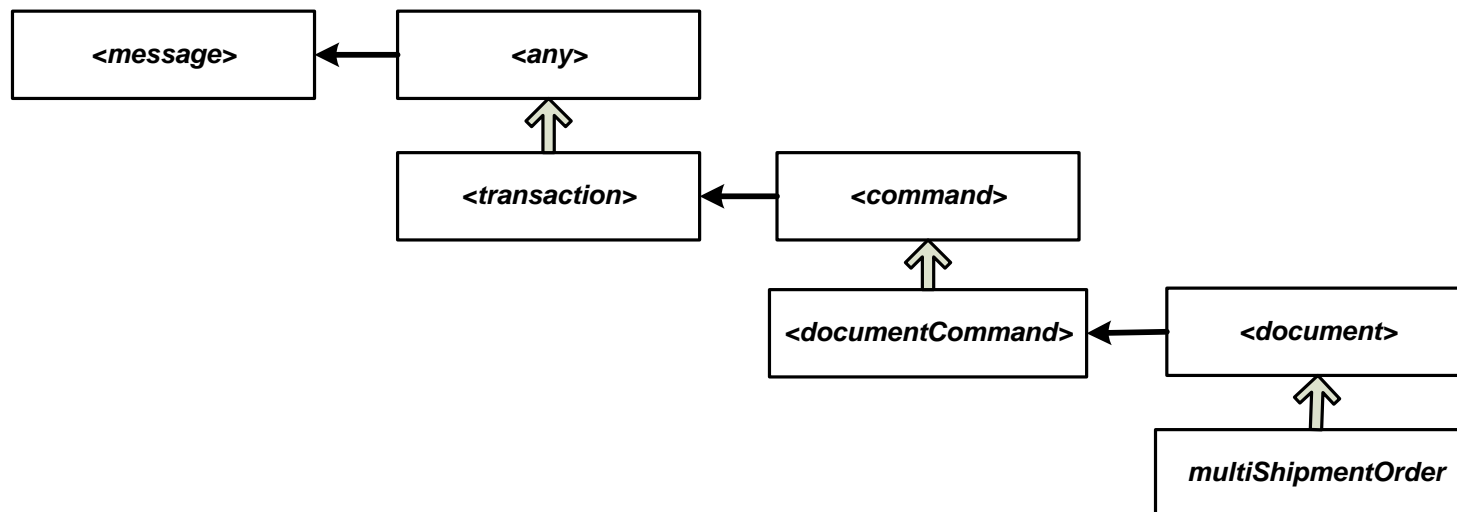 <message>
<any>
<transaction>
<command>
<documentCommand>
<document>
multiShipmentOrder